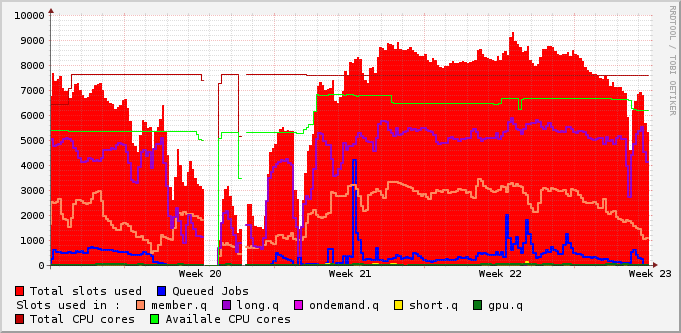 RRDTOOL / TOBI OETIKER
10000
9000
8000
7000
6000
5000
4000
3000
2000
1000
0
Week 20 Week 21 Week 22 Week 23
Total slots used Queued Jobs
Slots used in : member.q long.q ondemand.q short.q gpu.q
Total CPU cores Availale CPU cores